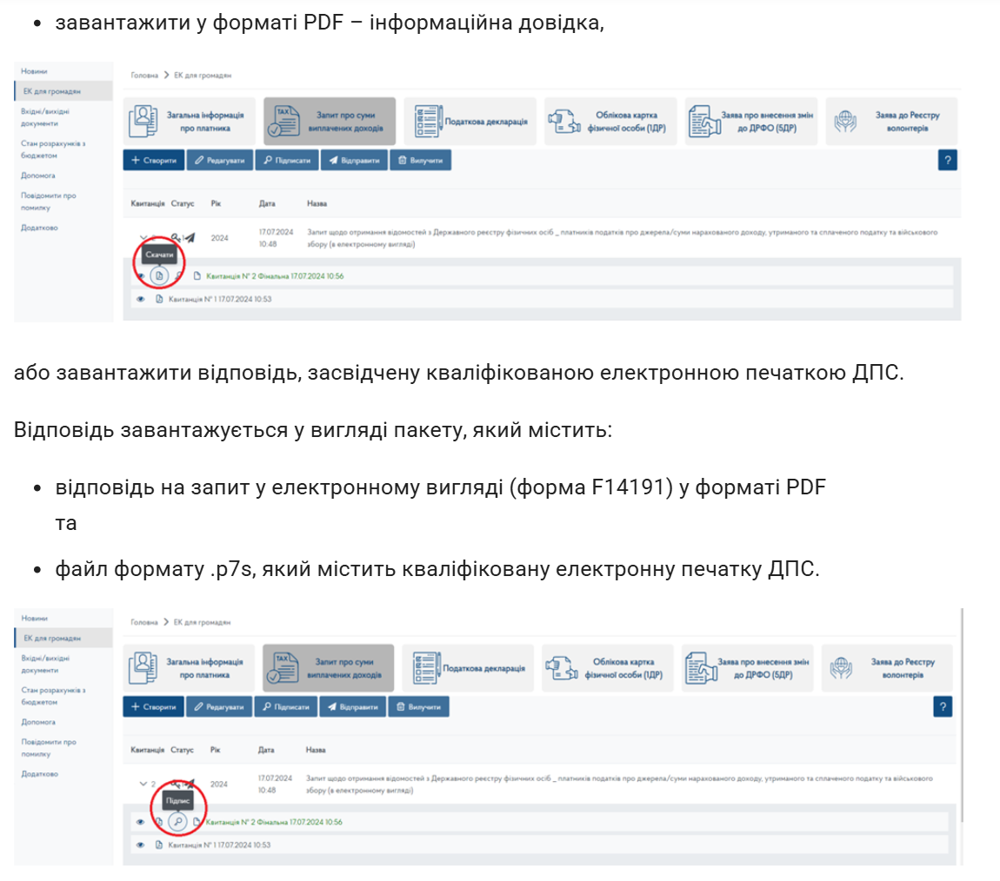 завантажити у форматі PDF – інформаційна довідка,
Новини
ЕК для громадян
Вхідні/вихідні
документи
Стан розрахунків з
бюджетом
Допомога
Повідомити про
помилку
Додатково
Головна > ЕК для громадян
Загальна інформація
про платника
TAX
Запит про суми
виплачених доходів
Податкова декларація
Облікова картка
фізичної особи (1ДР)
Заява про внесення змін
до ДРФО (5ДР)
Заява до Реєстру
волонтерів
+ Створити Редагувати Підписати Відправити Вилучити ?
Квитанція Статус Рік Дата Назва
2024 17.07.2024 10:48 Запит щодо отримання відомостей з Державного реєстру фізичних осіб _ платників податків про джерела/суми нарахованого доходу, утриманого та сплаченого податку та військового
збору (в електронному вигляді)
Скачати
Квитанція N° 2 Фінальна 17.07.2024 10:56
Квитанція N° 1 17.07.2024 10:53
або завантажити відповідь, засвідчену кваліфікованою електронною печаткою ДПС.
Відповідь завантажується у вигляді пакету, який містить:
відповідь на запит у електронному вигляді (форма F14191) у форматі PDF
та
файл формату .p7s, який містить кваліфіковану електронну печатку ДПС.
Новини
ЕК для громадян
Вхідні/вихідні
документи
Стан розрахунків з
бюджетом
Допомога
Повідомити про
помилку
Додатково
Головна > ЕК для громадян
Загальна інформація
про платника
TAX
Запит про суми
виплачених доходів
Податкова декларація
Облікова картка
фізичної особи (1ДР)
Заява про внесення змін
до ДРФО (5ДР)
Заява до Реєстру
волонтерів
+ Створити Редагувати Підписати Відправити Вилучити ?
Квитанція Статус Рік Дата Назва
2 2024 17.07.2024 10:48 Запит щодо отримання відомостей з Державного реєстру фізичних осіб _ платників податків про джерела/суми нарахованого доходу, утриманого та сплаченого податку та військового
збору (в електронному вигляді)
Підпис
Квитанція N° 2 Фінальна 17.07.2024 10:56
Квитанція N° 1 17.07.2024 10:53